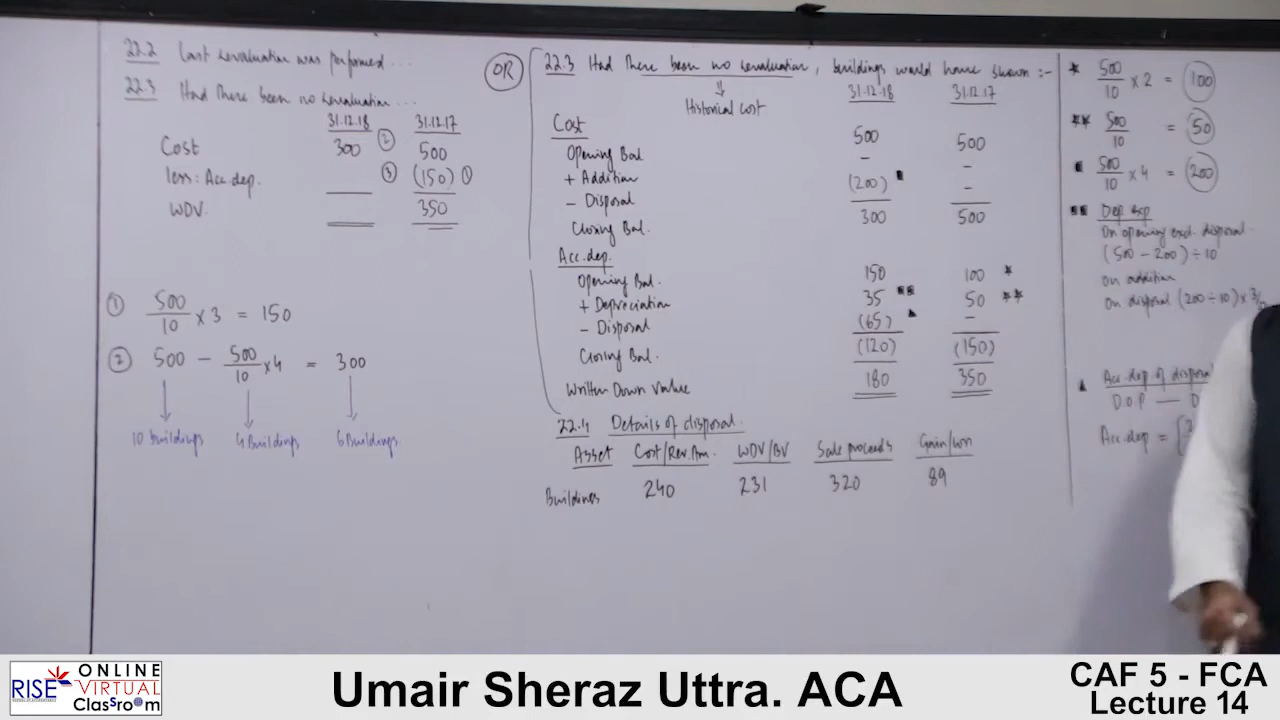 22.2 Last revaluation was performed ...
22.3 Had there been no revaluation ...
31.12.18 31.12.17
Cost 300 ② 500
less: Acc.dep. ③ (150) ①
WDV. 350
① 500/10 x 3 = 150
② 500 - 500/10 x 4 = 300
10 buildings 4 Buildings 6 Buildings
OR
22.3 Had there been no revaluation, buildings would have shown :-
Historical cost
31.12.18 31.12.17
Cost
Opening Bal 500 500
+ Addition - -
- Disposal (200) -
Closing Bal. 300 500
Acc.dep.
Opening Bal. 150 100 *
+ Depreciation 35 50 **
- Disposal (65) -
Closing Bal. (120) (150)
Written Down Value 180 350
22.4 Details of disposal.
Asset Cost/Rev.Am. WDV/BV Sale proceeds Gain/loss
Buildings 240 231 320 89
* 500/10 x 2 = 100
** 500/10 = 50
500/10 x 4 = 200
Dep exp
On opening excl. disposal.
(500 - 200) ÷ 10
on addition
on disposal (200 ÷ 10) x 3/
Acc.dep of disposal
D.O.P — D
Acc.dep =
RISE ONLINE VIRTUAL Classroom
Umair Sheraz Uttra. ACA
CAF 5 - FCA
Lecture 14